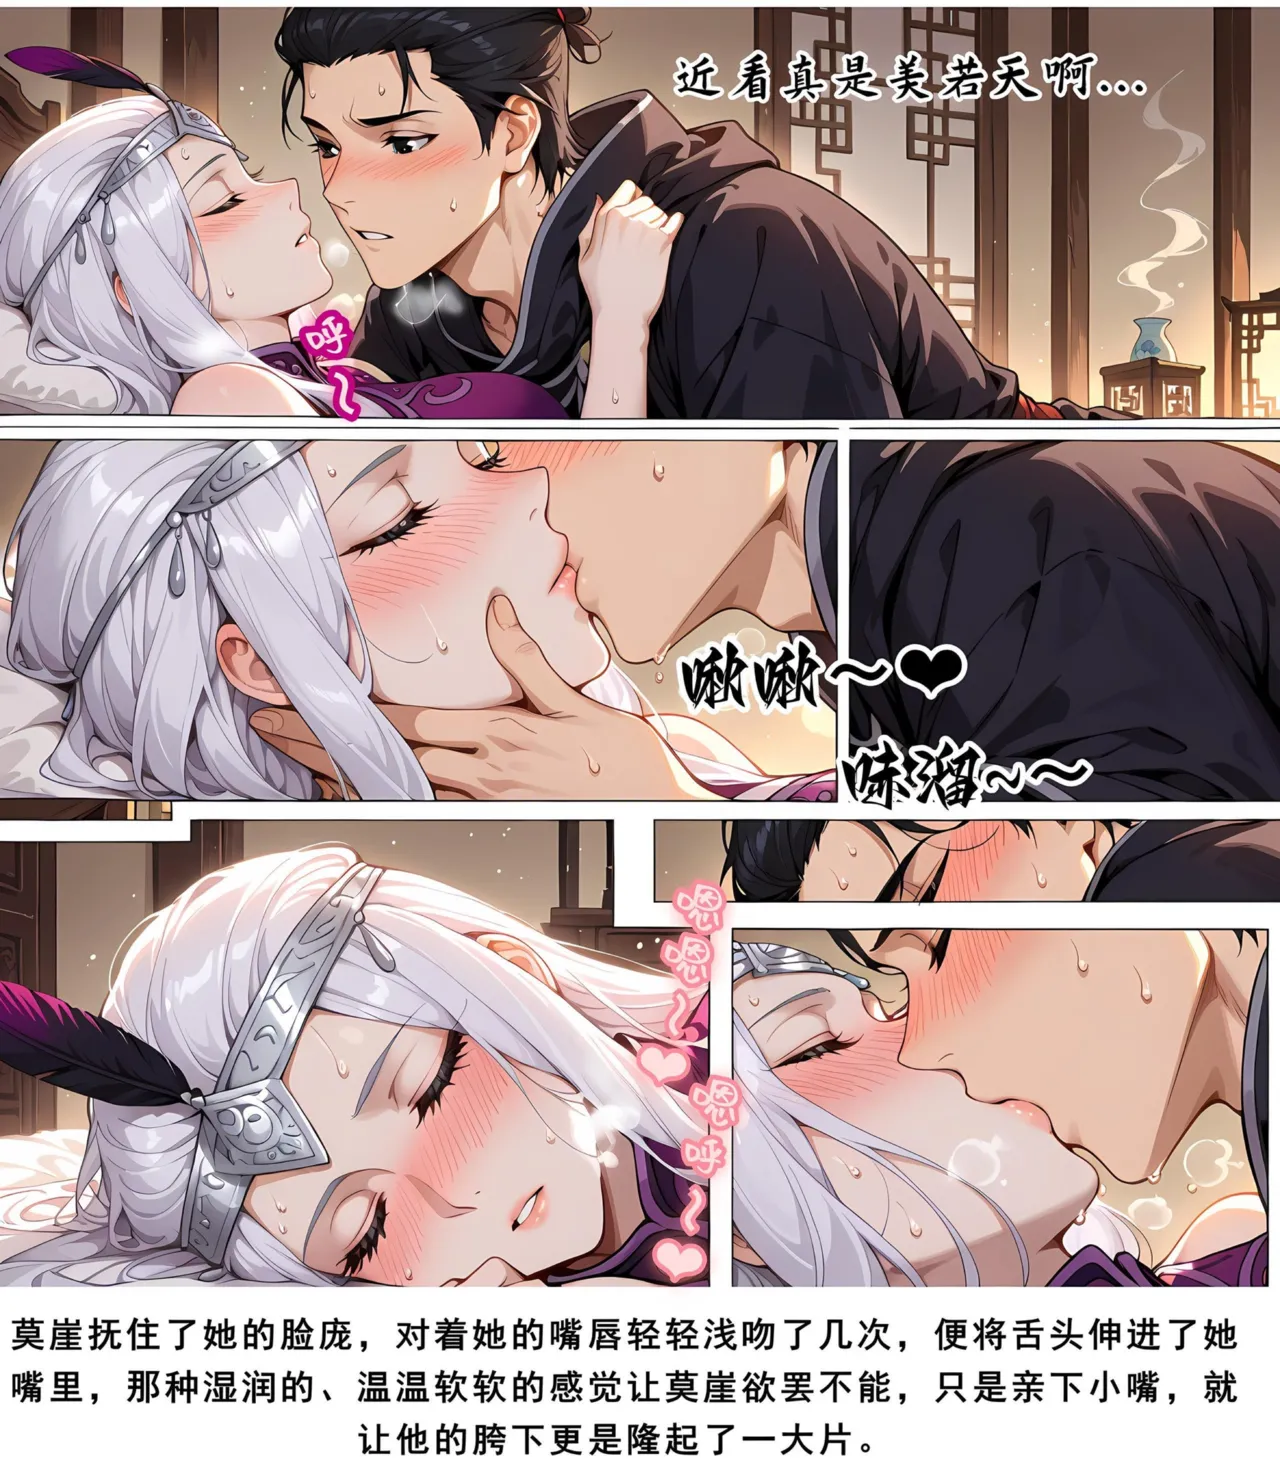 近看真是美若天啊...
呼~
啾啾~❤
哧溜~~
嗯
嗯~❤
嗯
呼~❤
莫崖抚住了她的脸庞，对着她的嘴唇轻轻浅吻了几次，便将舌头伸进了她
嘴里，那种湿润的、温温软软的感觉让莫崖欲罢不能，只是亲下小嘴，就
让他的胯下更是隆起了一大片。